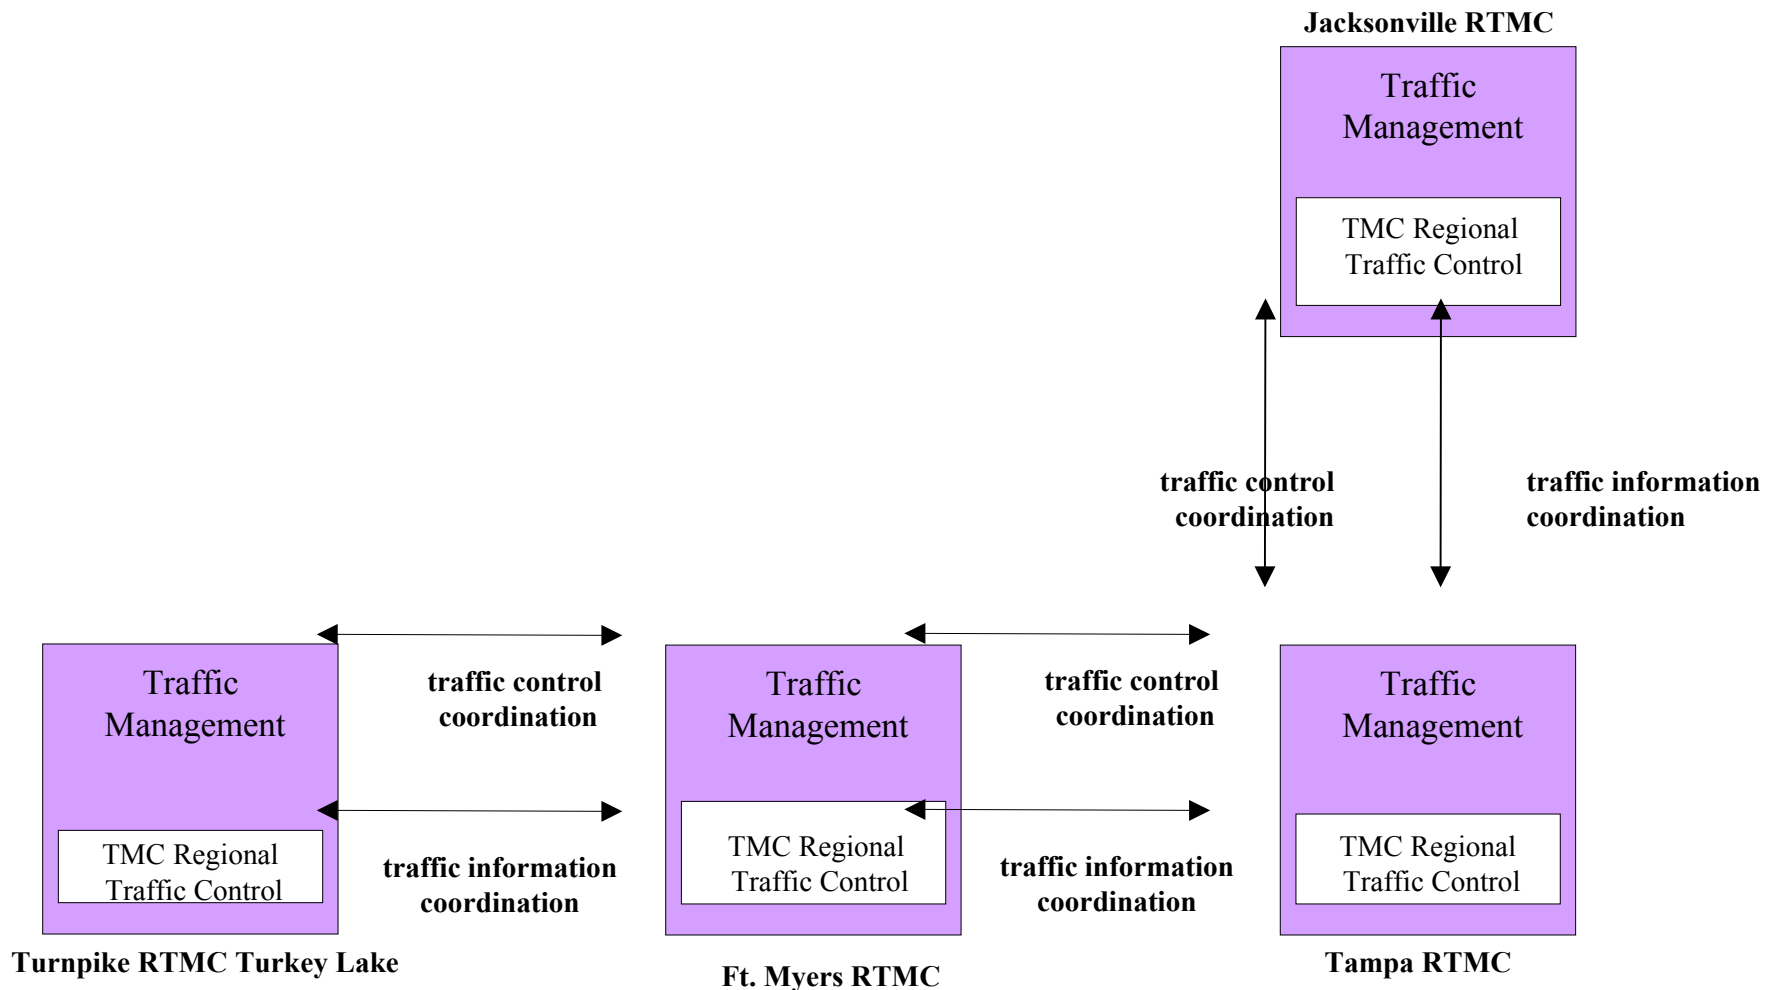 Jacksonville RTMC
Traffic
Management
TMC Regional
Traffic Control
traffic control
coordination
traffic information
coordination
Traffic
Management
TMC Regional
Traffic Control
Turnpike RTMC Turkey Lake
traffic control
coordination
traffic information
coordination
Traffic
Management
TMC Regional
Traffic Control
Ft. Myers RTMC
traffic control
coordination
traffic information
coordination
Traffic
Management
TMC Regional
Traffic Control
Tampa RTMC